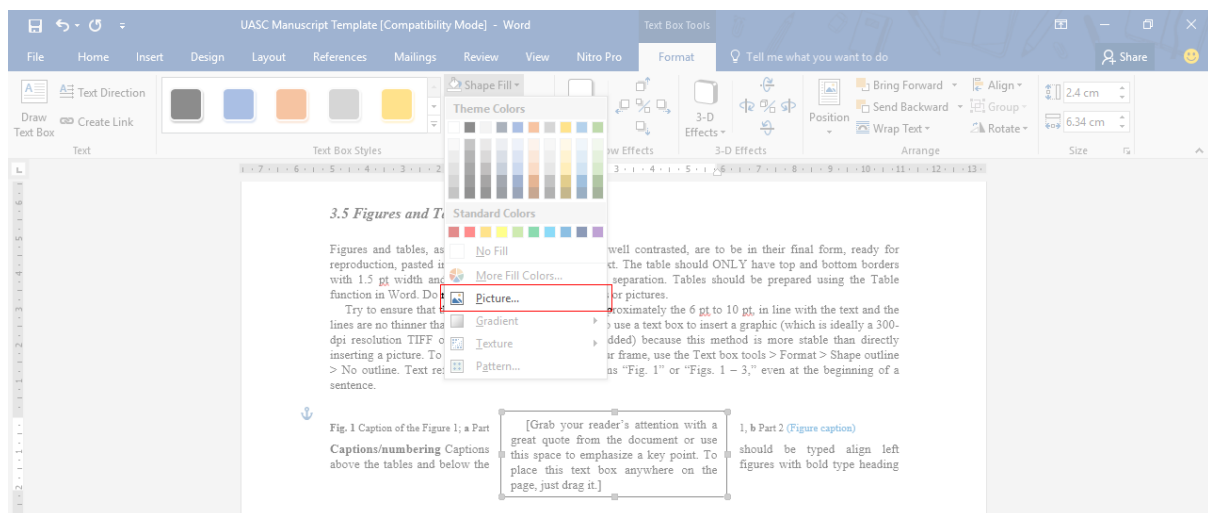 UASC Manuscript Template [Compatibility Mode] - Word
Text Box Tools
File Home Insert Design Layout References Mailings Review View Nitro Pro Format Tell me what you want to do Share
Draw Text Box
Text Direction
Create Link
Text
Text Box Styles
Shape Fill
3-D Effects
3-D Effects
Position
Bring Forward
Send Backward
Wrap Text
Align
Group
Rotate
Arrange
2.4 cm
6.34 cm
Size
Theme Colors
Standard Colors
No Fill
More Fill Colors...
Picture...
Gradient
Texture
Pattern...
3.5 Figures and
Figures and tables, as well contrasted, are to be in their final form, ready for
reproduction, pasted The table should ONLY have top and bottom borders
with 1.5 pt width and separation. Tables should be prepared using the Table
function in Word. Do or pictures.
Try to ensure that the 6 pt to 10 pt, in line with the text and the
lines are no thinner use a text box to insert a graphic (which is ideally a 300-
dpi resolution TIFF because this method is more stable than directly
inserting a picture. To frame, use the Text box tools > Format > Shape outline
> No outline. Text “Fig. 1” or “Figs. 1 – 3,” even at the beginning of a
sentence.
Fig. 1 Caption of the Figure 1; a Part 1, b Part 2 (Figure caption)
Captions/numbering Captions should be typed align left
above the tables and below the figures with bold type heading
[Grab your reader's attention with a
great quote from the document or use
this space to emphasize a key point. To
place this text box anywhere on the
page, just drag it.]